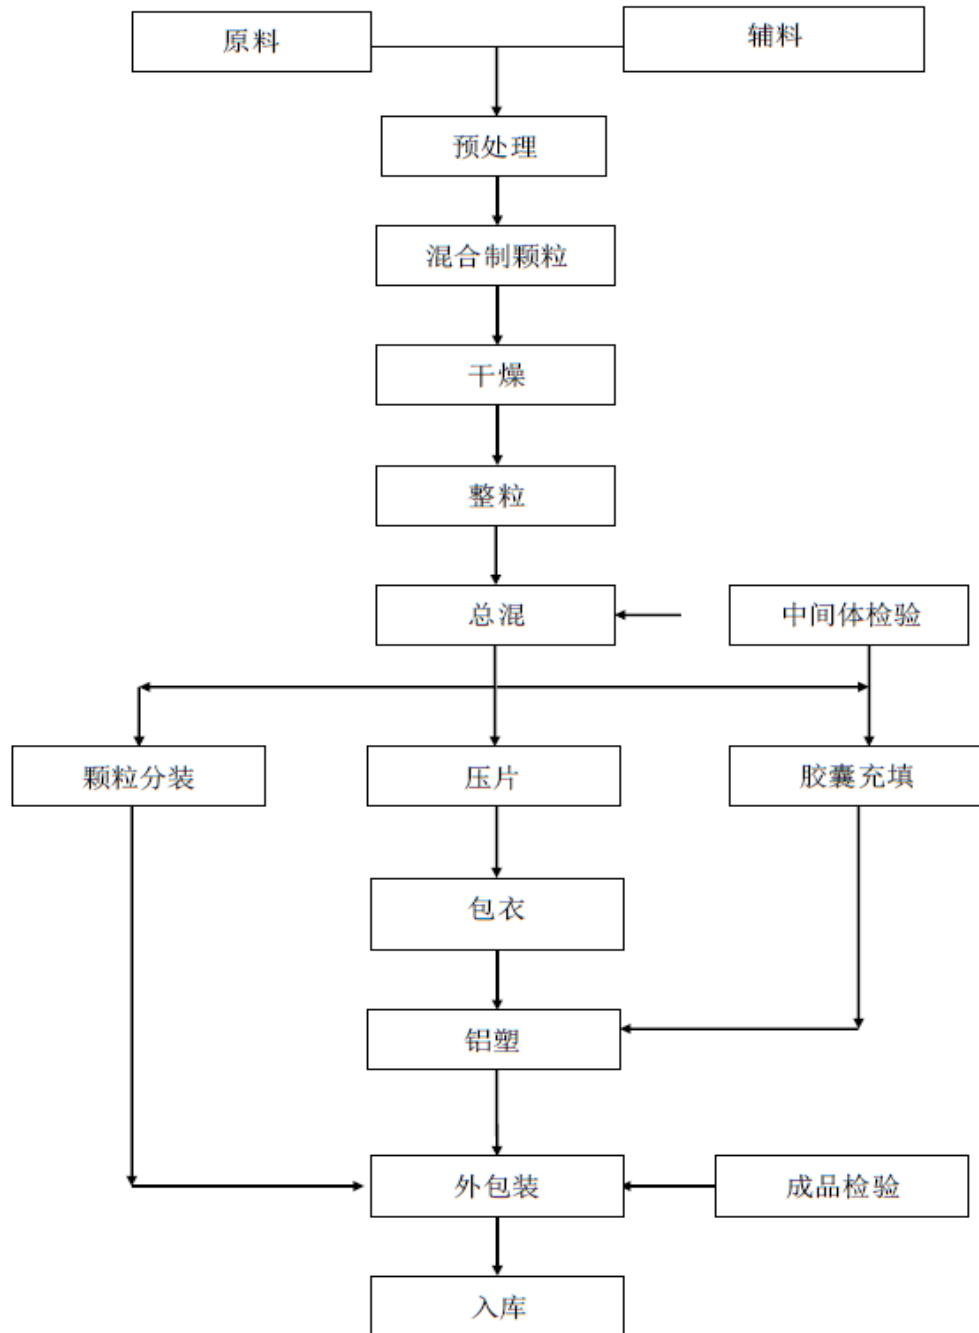 原料
辅料
预处理
混合制颗粒
干燥
整粒
总混
中间体检验
颗粒分装
压片
胶囊充填
包衣
铝塑
外包装
成品检验
入库